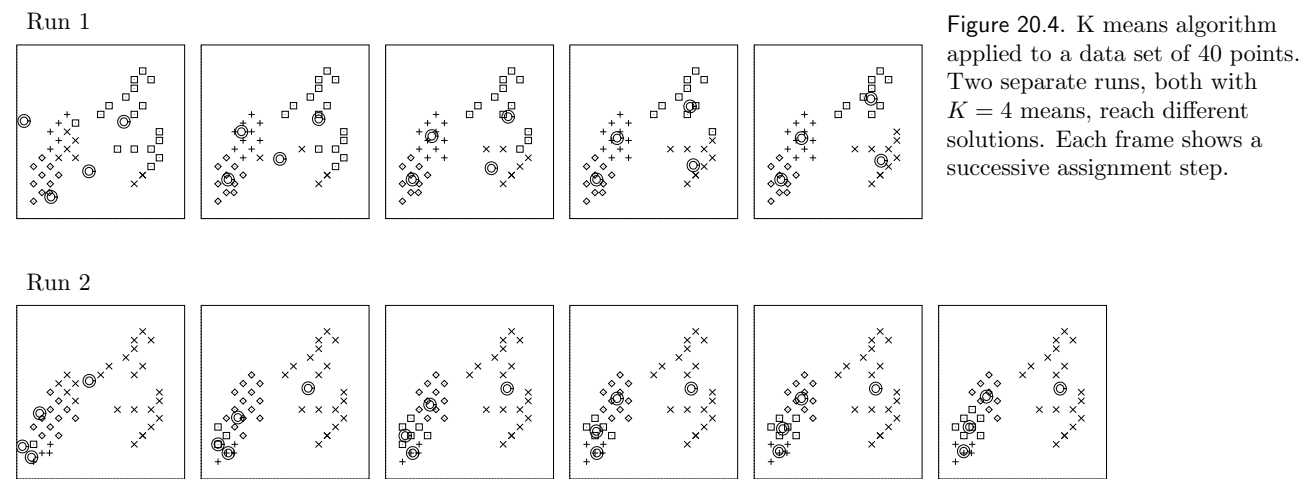 Run 1
Figure 20.4. K means algorithm
applied to a data set of 40 points.
Two separate runs, both with
K = 4 means, reach different
solutions. Each frame shows a
successive assignment step.
Run 2